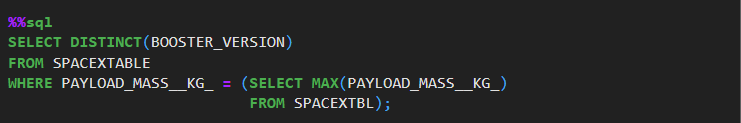 %%sql
SELECT DISTINCT(BOOSTER_VERSION)
FROM SPACEXTABLE
WHERE PAYLOAD_MASS__KG_ = (SELECT MAX(PAYLOAD_MASS__KG_)
                           FROM SPACEXTBL);